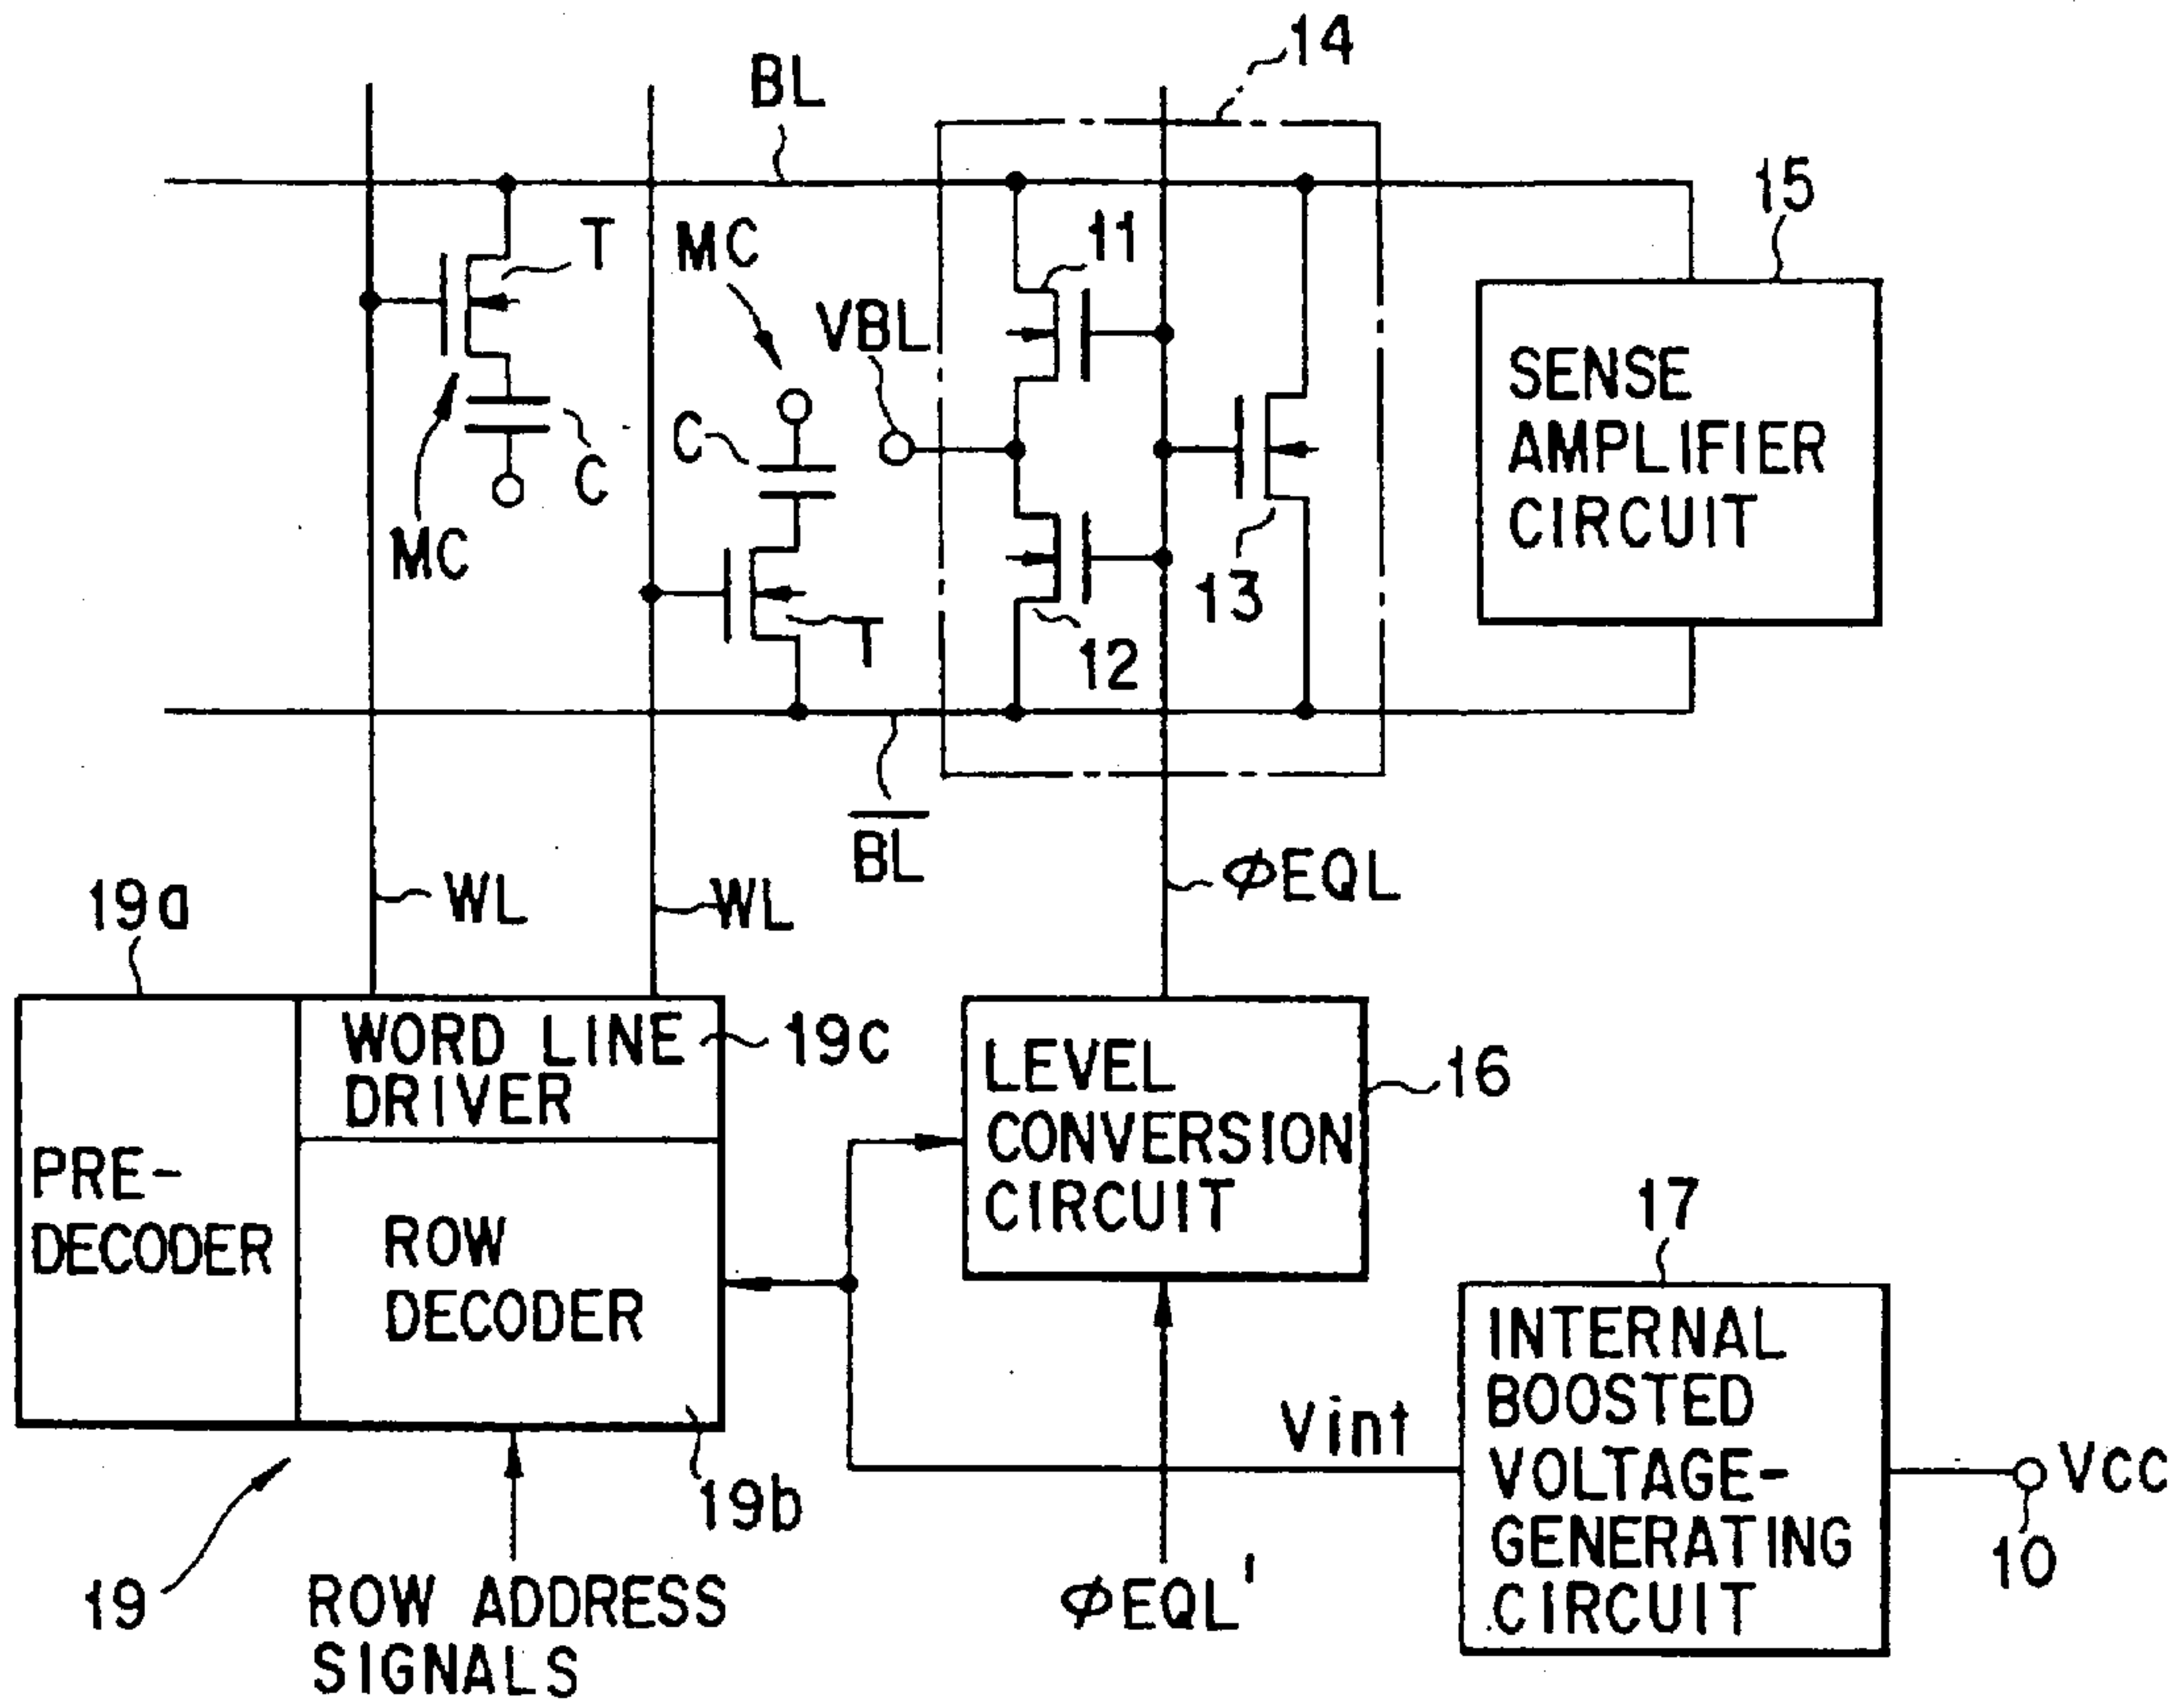 14
BL
15
T
MC
11
VBL
SENSE
AMPLIFIER
CIRCUIT
C
C
MC
13
T
12
BL
φEQL
19a
WL
WL
WORD LINE
DRIVER
19c
LEVEL
CONVERSION
CIRCUIT
16
PRE-
DECODER
ROW
DECODER
17
INTERNAL
BOOSTED
VOLTAGE-
GENERATING
CIRCUIT
Vint
VCC
19b
10
19
ROW ADDRESS
SIGNALS
φEQL'